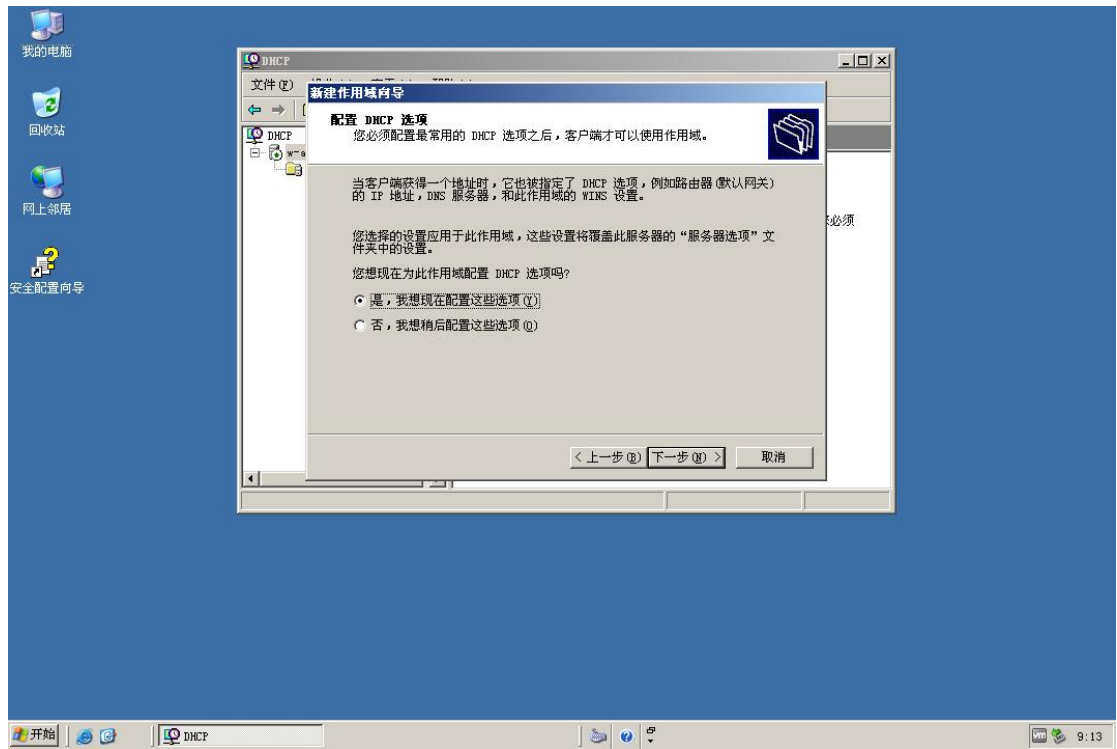 我的电脑
回收站
网上邻居
安全配置向导
DHCP
文件(F)
新建作用域向导
DHCP
配置 DHCP 选项
您必须配置最常用的 DHCP 选项之后，客户端才可以使用作用域。
当客户端获得一个地址时，它也被指定了 DHCP 选项，例如路由器(默认网关)
的 IP 地址，DNS 服务器，和此作用域的 WINS 设置。
必须
您选择的设置应用于此作用域，这些设置将覆盖此服务器的“服务器选项”文
件夹中的设置。
您想现在为此作用域配置 DHCP 选项吗?
是，我想现在配置这些选项(Y)
否，我想稍后配置这些选项(O)
< 上一步(B)
下一步(N) >
取消
开始
DHCP
9:13